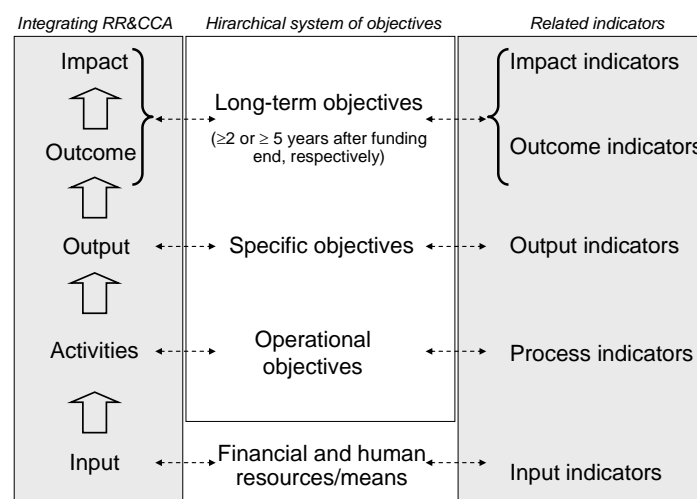 Integrating RR&CCA
Hirarchical system of objectives
Related indicators
Impact
Outcome
Output
Activities
Input
Long-term objectives
(≥2 or ≥ 5 years after funding
end, respectively)
Specific objectives
Operational
objectives
Financial and human
resources/means
Impact indicators
Outcome indicators
Output indicators
Process indicators
Input indicators